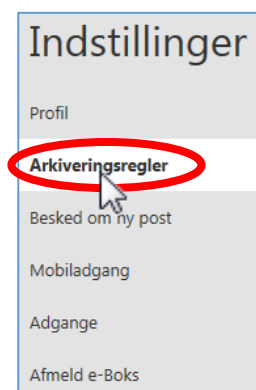 Indstillinger
Profil
Arkiveringsregler
Besked om ny post
Mobiladgang
Adgange
Afmeld e-Boks